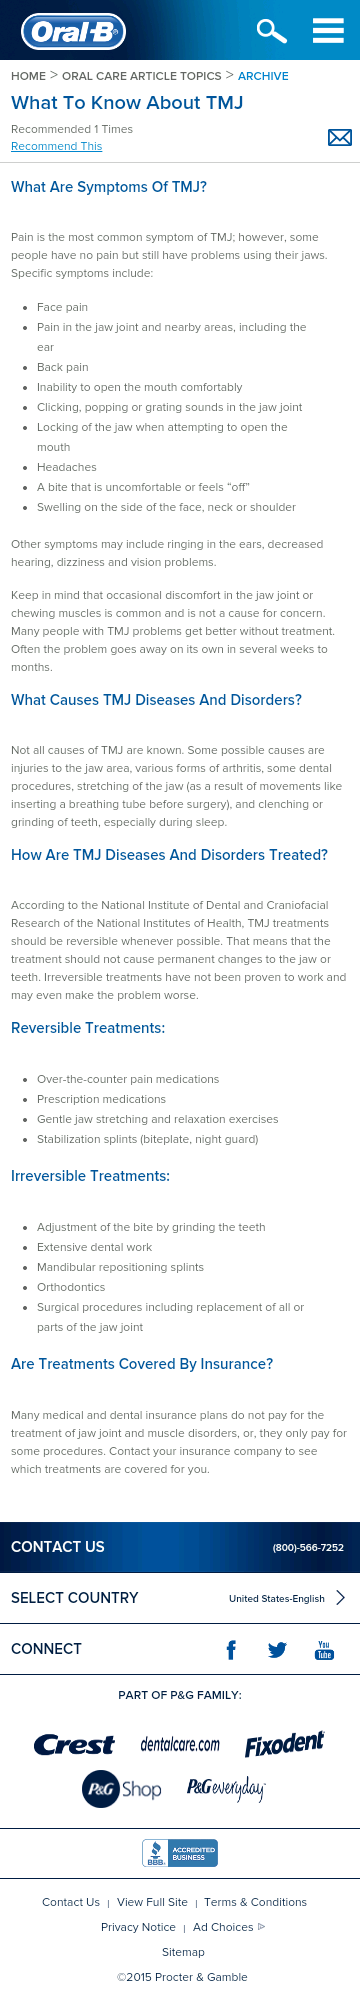 Oral-B®
HOME > ORAL CARE ARTICLE TOPICS > ARCHIVE
What To Know About TMJ
Recommended 1 Times
Recommend This
What Are Symptoms Of TMJ?
Pain is the most common symptom of TMJ; however, some
people have no pain but still have problems using their jaws.
Specific symptoms include:
• Face pain
• Pain in the jaw joint and nearby areas, including the
ear
• Back pain
• Inability to open the mouth comfortably
• Clicking, popping or grating sounds in the jaw joint
• Locking of the jaw when attempting to open the
mouth
• Headaches
• A bite that is uncomfortable or feels “off”
• Swelling on the side of the face, neck or shoulder
Other symptoms may include ringing in the ears, decreased
hearing, dizziness and vision problems.
Keep in mind that occasional discomfort in the jaw joint or
chewing muscles is common and is not a cause for concern.
Many people with TMJ problems get better without treatment.
Often the problem goes away on its own in several weeks to
months.
What Causes TMJ Diseases And Disorders?
Not all causes of TMJ are known. Some possible causes are
injuries to the jaw area, various forms of arthritis, some dental
procedures, stretching of the jaw (as a result of movements like
inserting a breathing tube before surgery), and clenching or
grinding of teeth, especially during sleep.
How Are TMJ Diseases And Disorders Treated?
According to the National Institute of Dental and Craniofacial
Research of the National Institutes of Health, TMJ treatments
should be reversible whenever possible. That means that the
treatment should not cause permanent changes to the jaw or
teeth. Irreversible treatments have not been proven to work and
may even make the problem worse.
Reversible Treatments:
• Over-the-counter pain medications
• Prescription medications
• Gentle jaw stretching and relaxation exercises
• Stabilization splints (biteplate, night guard)
Irreversible Treatments:
• Adjustment of the bite by grinding the teeth
• Extensive dental work
• Mandibular repositioning splints
• Orthodontics
• Surgical procedures including replacement of all or
parts of the jaw joint
Are Treatments Covered By Insurance?
Many medical and dental insurance plans do not pay for the
treatment of jaw joint and muscle disorders, or, they only pay for
some procedures. Contact your insurance company to see
which treatments are covered for you.
CONTACT US (800)-566-7252
SELECT COUNTRY United States-English
CONNECT f You Tube
PART OF P&G FAMILY:
Crest dentalcare.com Fixodent
P&G Shop P&G everyday
BBB. ACCREDITED BUSINESS
Contact Us | View Full Site | Terms & Conditions
Privacy Notice | Ad Choices
Sitemap
©2015 Procter & Gamble